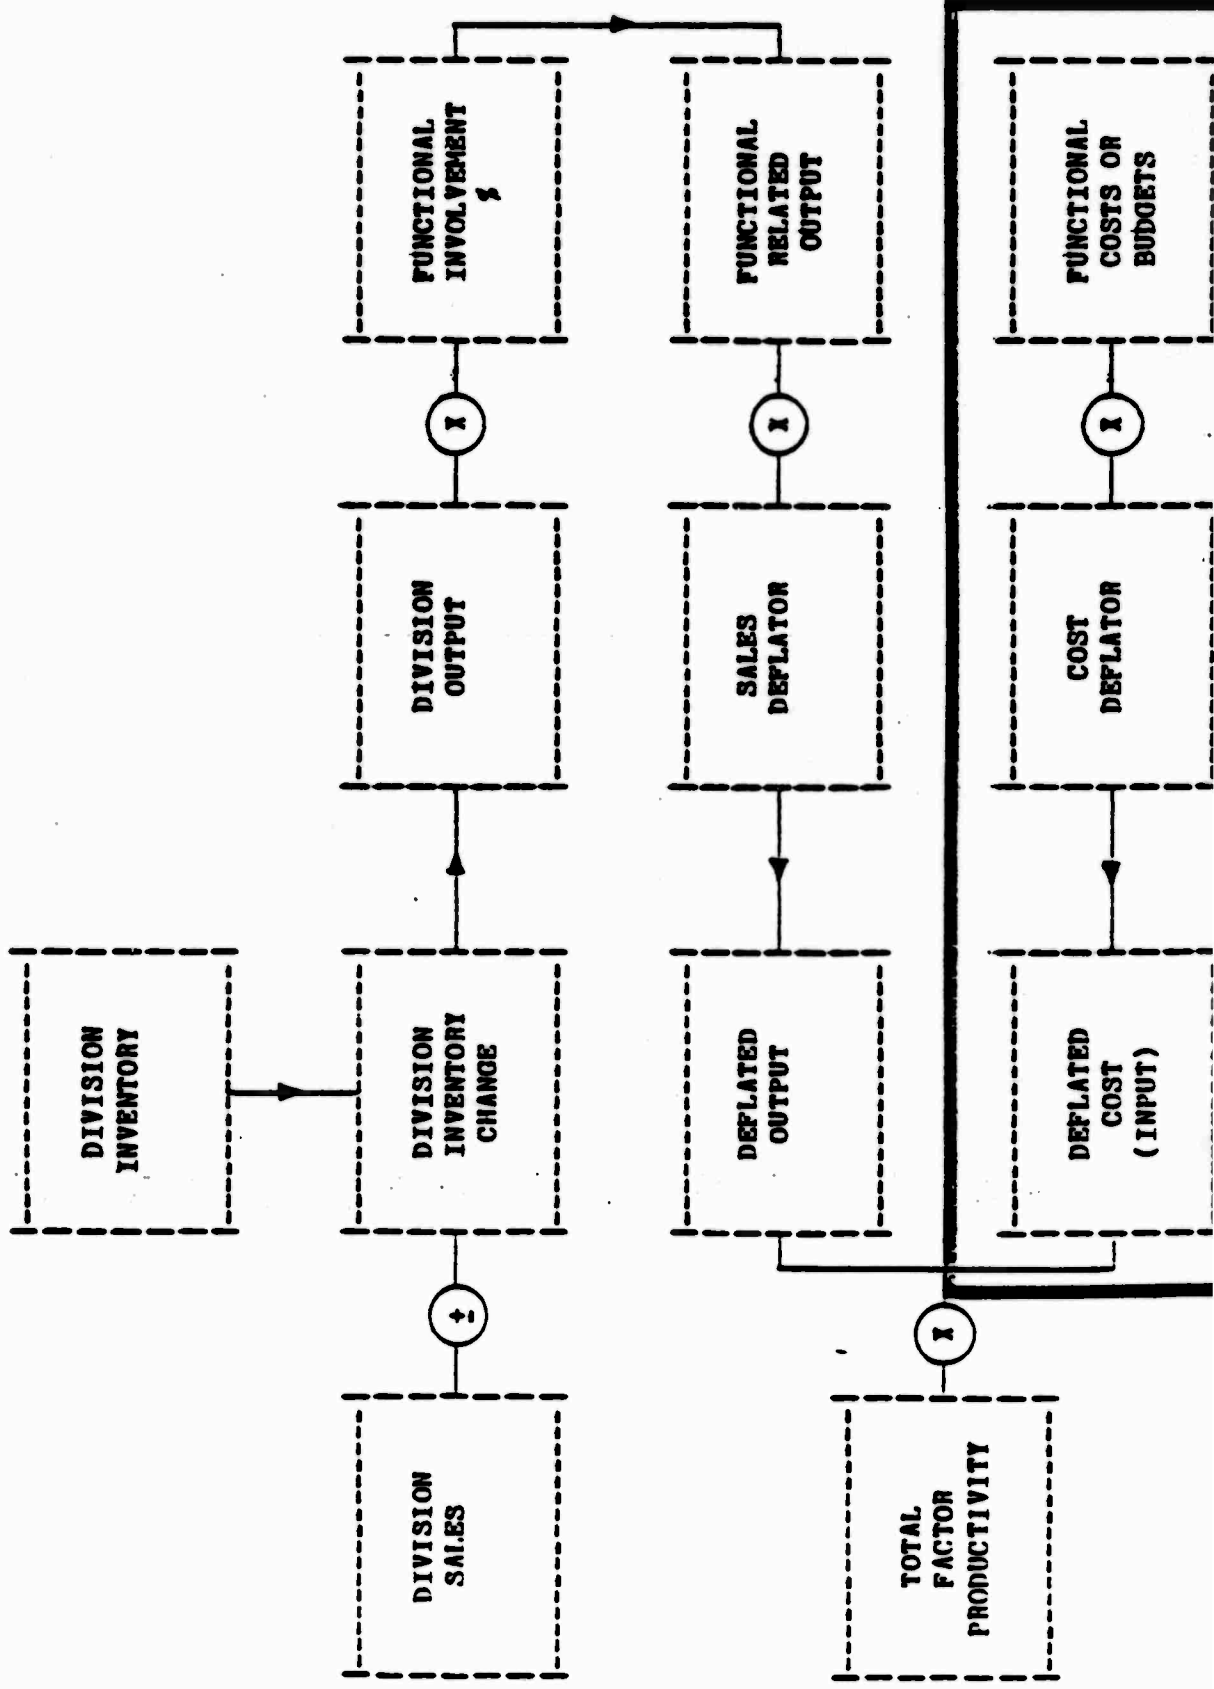 DIVISION
INVENTORY
DIVISION
SALES
±
DIVISION
INVENTORY
CHANGE
DIVISION
OUTPUT
X
FUNCTIONAL
INVOLVEMENT
%
TOTAL
FACTOR
PRODUCTIVITY
X
DEFLATED
OUTPUT
SALES
DEFLATOR
X
FUNCTIONAL
RELATED
OUTPUT
DEFLATED
COST
(INPUT)
COST
DEFLATOR
X
FUNCTIONAL
COSTS OR
BUDGETS